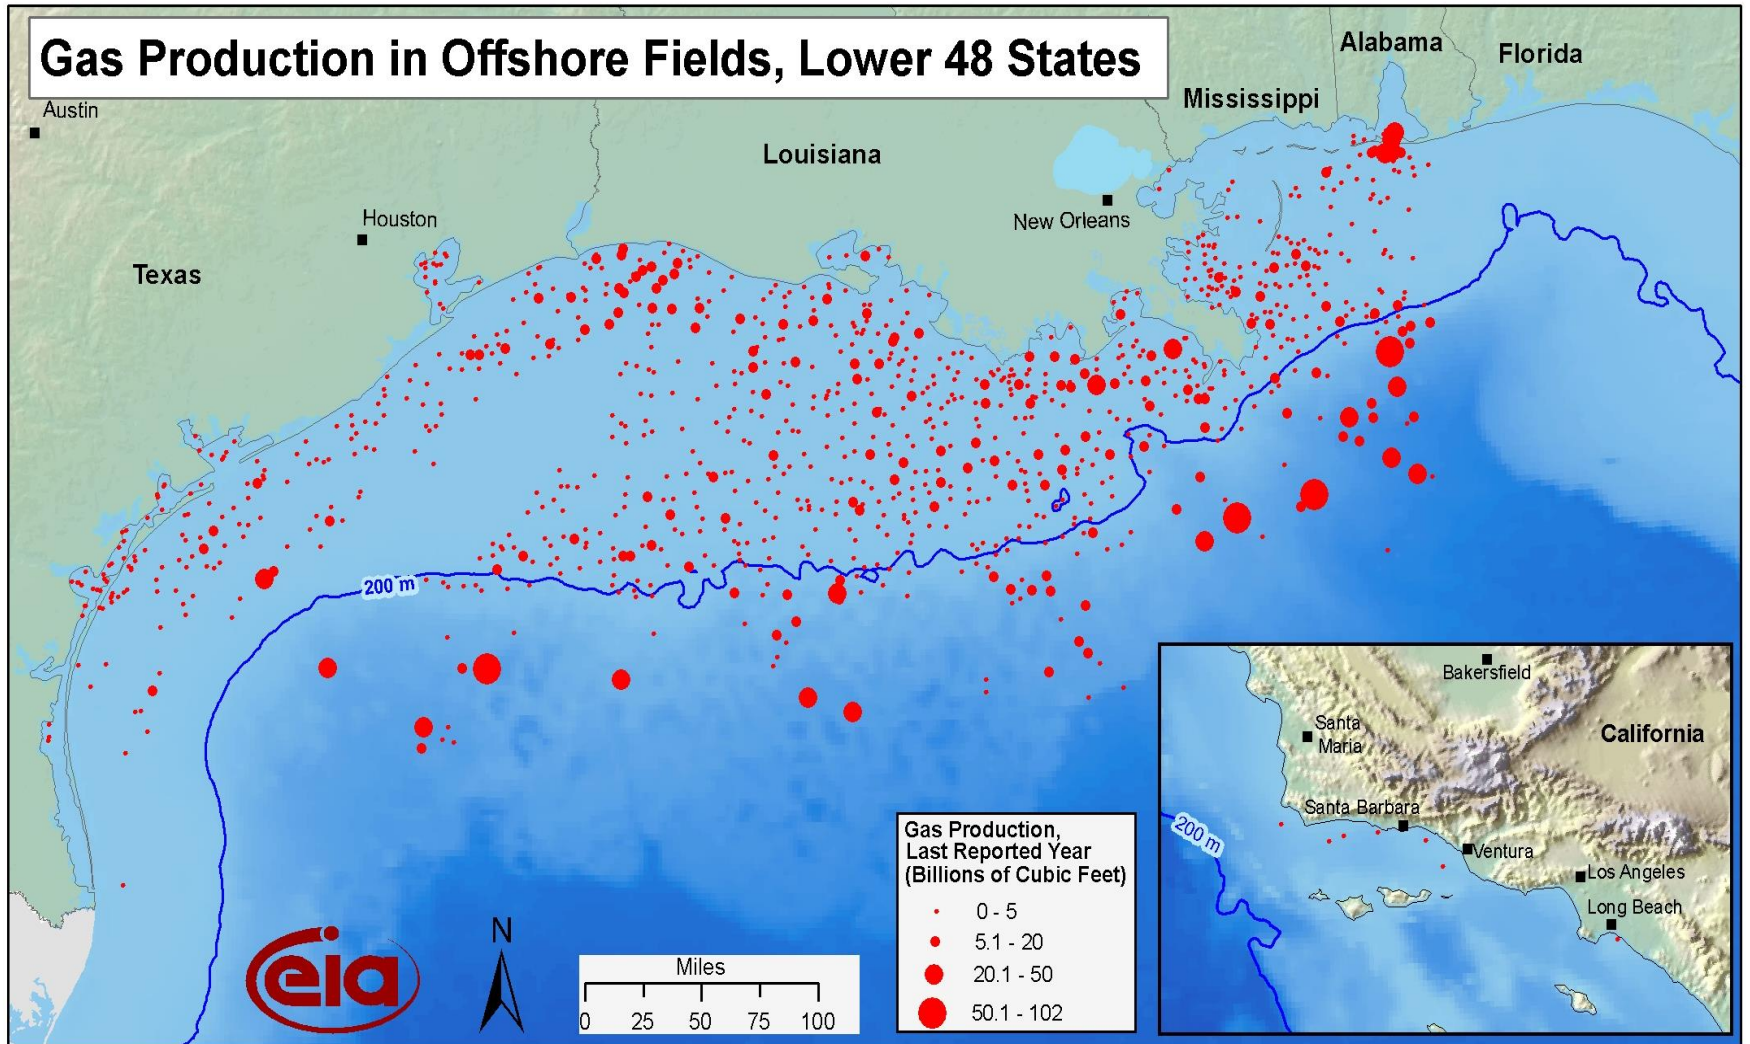 Gas Production in Offshore Fields, Lower 48 States
Alabama
Florida
Mississippi
Austin
Louisiana
Houston
New Orleans
Texas
200 m
Bakersfield
Santa
Maria
California
Santa Barbara
200 m
Ventura
Los Angeles
Long Beach
Gas Production,
Last Reported Year
(Billions of Cubic Feet)
0 - 5
5.1 - 20
20.1 - 50
50.1 - 102
eia
N
Miles
0 25 50 75 100